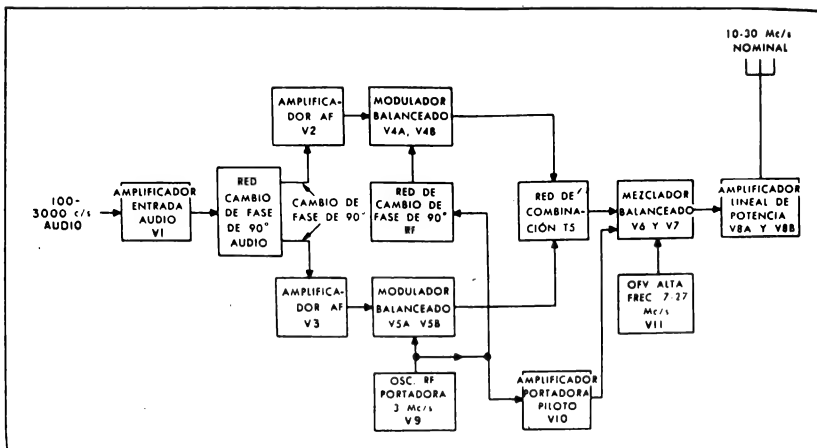 10-30 Mc/s
NOMINAL
AMPLIFICA-
DOR AF
V2
MODULADOR
BALANCEADO
V4A, V4B
100-
3000 c/s
AUDIO
AMPLIFICADOR
ENTRADA
AUDIO
V1
RED
CAMBIO
DE FASE
DE 90°
AUDIO
CAMBIO DE
FASE DE 90°
RED DE
CAMBIO DE
FASE DE 90°
RF
RED DE
COMBINA-
CIÓN T5
MEZCLADOR
BALANCEADO
V6 Y V7
AMPLIFICADOR
LINEAL DE
POTENCIA
V8A Y V8B
AMPLIFICA-
DOR AF
V3
MODULADOR
BALANCEADO
V5A V5B
OFV ALTA
FREC 7-27
Mc/s
V11
OSC. RF
PORTADORA
3 Mc/s
V9
AMPLIFICADOR
PORTADORA
PILOTO
V10